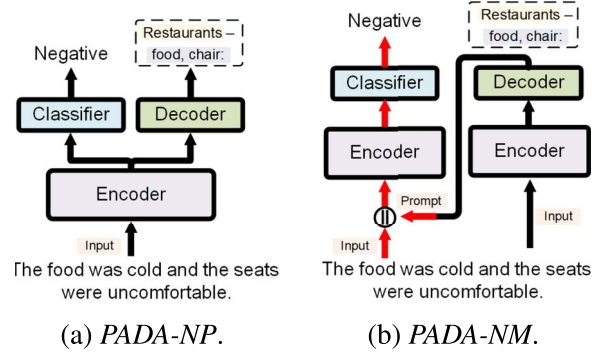 Negative
Restaurants –
food, chair:
Classifier
Decoder
Encoder
Input
The food was cold and the seats
were uncomfortable.
(a) PADA-NP.
Negative
Restaurants –
food, chair:
Classifier
Decoder
Encoder
Encoder
Prompt
Input
Input
The food was cold and the seats
were uncomfortable.
(b) PADA-NM.